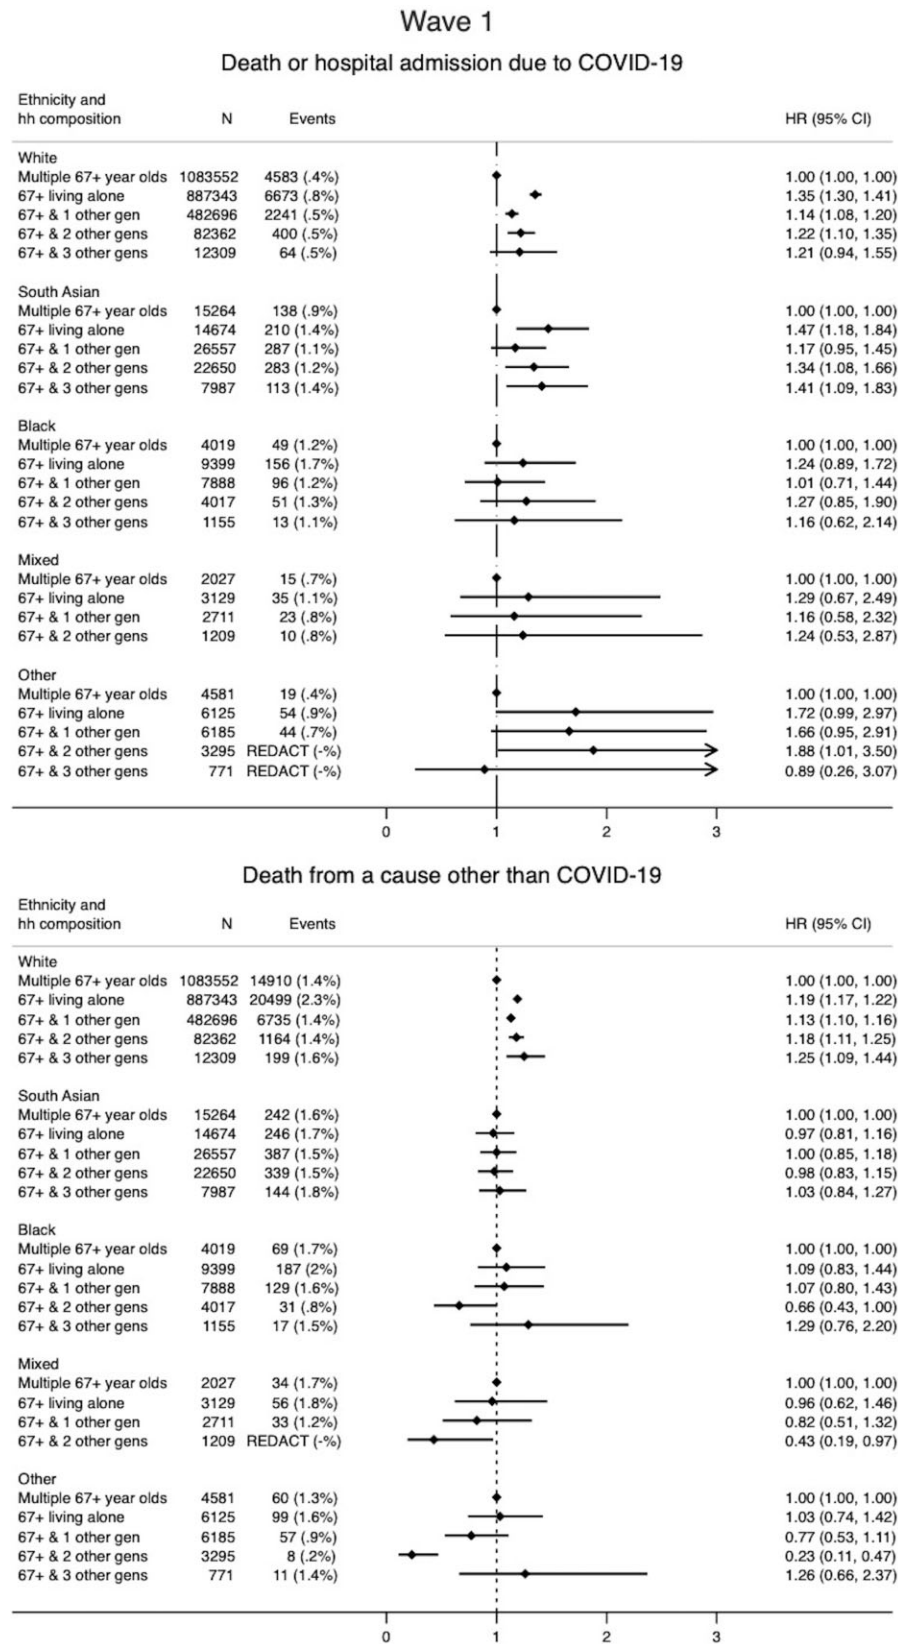 Wave 1
Death or hospital admission due to COVID-19
Ethnicity and
hh composition N Events HR (95% CI)
White
Multiple 67+ year olds 1083552 4583 (.4%) 1.00 (1.00, 1.00)
67+ living alone 887343 6673 (.8%) 1.35 (1.30, 1.41)
67+ & 1 other gen 482696 2241 (.5%) 1.14 (1.08, 1.20)
67+ & 2 other gens 82362 400 (.5%) 1.22 (1.10, 1.35)
67+ & 3 other gens 12309 64 (.5%) 1.21 (0.94, 1.55)
South Asian
Multiple 67+ year olds 15264 138 (.9%) 1.00 (1.00, 1.00)
67+ living alone 14674 210 (1.4%) 1.47 (1.18, 1.84)
67+ & 1 other gen 26557 287 (1.1%) 1.17 (0.95, 1.45)
67+ & 2 other gens 22650 283 (1.2%) 1.34 (1.08, 1.66)
67+ & 3 other gens 7987 113 (1.4%) 1.41 (1.09, 1.83)
Black
Multiple 67+ year olds 4019 49 (1.2%) 1.00 (1.00, 1.00)
67+ living alone 9399 156 (1.7%) 1.24 (0.89, 1.72)
67+ & 1 other gen 7888 96 (1.2%) 1.01 (0.71, 1.44)
67+ & 2 other gens 4017 51 (1.3%) 1.27 (0.85, 1.90)
67+ & 3 other gens 1155 13 (1.1%) 1.16 (0.62, 2.14)
Mixed
Multiple 67+ year olds 2027 15 (.7%) 1.00 (1.00, 1.00)
67+ living alone 3129 35 (1.1%) 1.29 (0.67, 2.49)
67+ & 1 other gen 2711 23 (.8%) 1.16 (0.58, 2.32)
67+ & 2 other gens 1209 10 (.8%) 1.24 (0.53, 2.87)
Other
Multiple 67+ year olds 4581 19 (.4%) 1.00 (1.00, 1.00)
67+ living alone 6125 54 (.9%) 1.72 (0.99, 2.97)
67+ & 1 other gen 6185 44 (.7%) 1.66 (0.95, 2.91)
67+ & 2 other gens 3295 REDACT (-%) 1.88 (1.01, 3.50)
67+ & 3 other gens 771 REDACT (-%) 0.89 (0.26, 3.07)
0 1 2 3
Death from a cause other than COVID-19
Ethnicity and
hh composition N Events HR (95% CI)
White
Multiple 67+ year olds 1083552 14910 (1.4%) 1.00 (1.00, 1.00)
67+ living alone 887343 20499 (2.3%) 1.19 (1.17, 1.22)
67+ & 1 other gen 482696 6735 (1.4%) 1.13 (1.10, 1.16)
67+ & 2 other gens 82362 1164 (1.4%) 1.18 (1.11, 1.25)
67+ & 3 other gens 12309 199 (1.6%) 1.25 (1.09, 1.44)
South Asian
Multiple 67+ year olds 15264 242 (1.6%) 1.00 (1.00, 1.00)
67+ living alone 14674 246 (1.7%) 0.97 (0.81, 1.16)
67+ & 1 other gen 26557 387 (1.5%) 1.00 (0.85, 1.18)
67+ & 2 other gens 22650 339 (1.5%) 0.98 (0.83, 1.15)
67+ & 3 other gens 7987 144 (1.8%) 1.03 (0.84, 1.27)
Black
Multiple 67+ year olds 4019 69 (1.7%) 1.00 (1.00, 1.00)
67+ living alone 9399 187 (2%) 1.09 (0.83, 1.44)
67+ & 1 other gen 7888 129 (1.6%) 1.07 (0.80, 1.43)
67+ & 2 other gens 4017 31 (.8%) 0.66 (0.43, 1.00)
67+ & 3 other gens 1155 17 (1.5%) 1.29 (0.76, 2.20)
Mixed
Multiple 67+ year olds 2027 34 (1.7%) 1.00 (1.00, 1.00)
67+ living alone 3129 56 (1.8%) 0.96 (0.62, 1.46)
67+ & 1 other gen 2711 33 (1.2%) 0.82 (0.51, 1.32)
67+ & 2 other gens 1209 REDACT (-%) 0.43 (0.19, 0.97)
Other
Multiple 67+ year olds 4581 60 (1.3%) 1.00 (1.00, 1.00)
67+ living alone 6125 99 (1.6%) 1.03 (0.74, 1.42)
67+ & 1 other gen 6185 57 (.9%) 0.77 (0.53, 1.11)
67+ & 2 other gens 3295 8 (.2%) 0.23 (0.11, 0.47)
67+ & 3 other gens 771 11 (1.4%) 1.26 (0.66, 2.37)
0 1 2 3